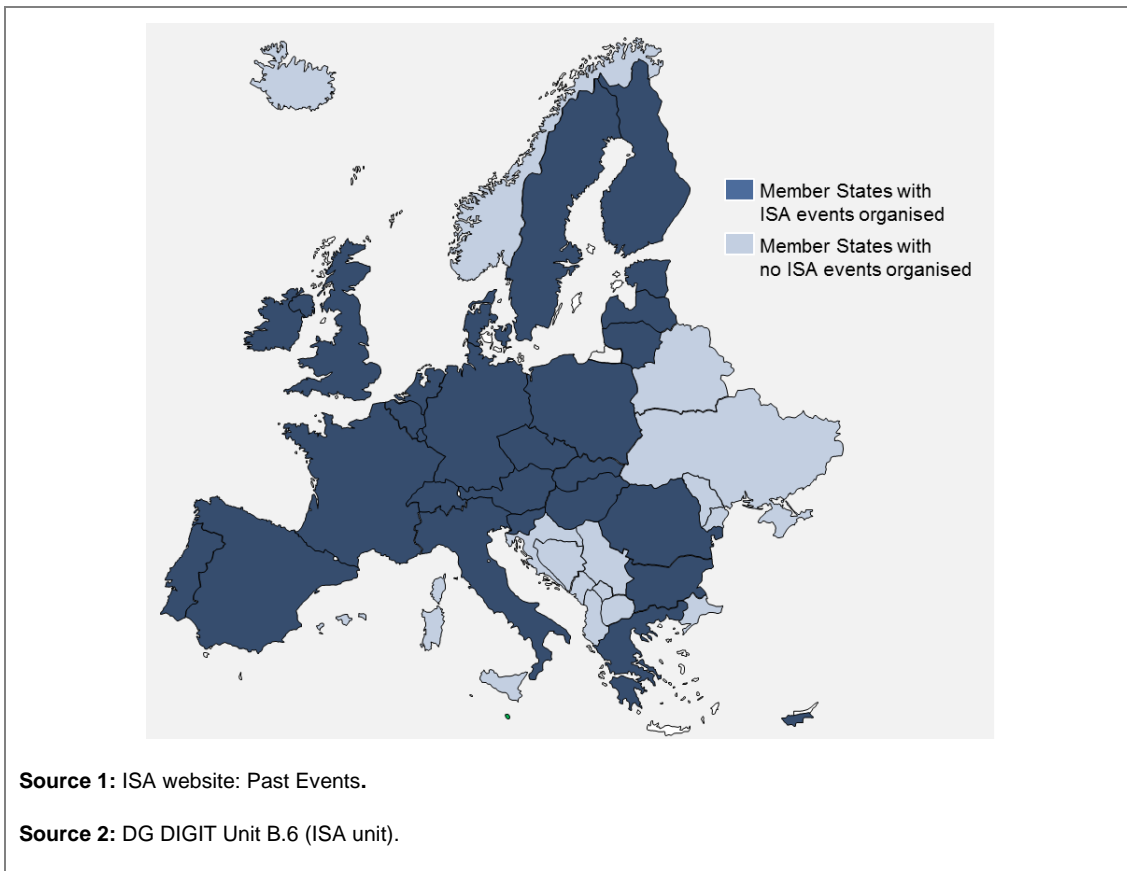 Member States with
ISA events organised
Member States with
no ISA events organised
Source 1: ISA website: Past Events.
Source 2: DG DIGIT Unit B.6 (ISA unit).